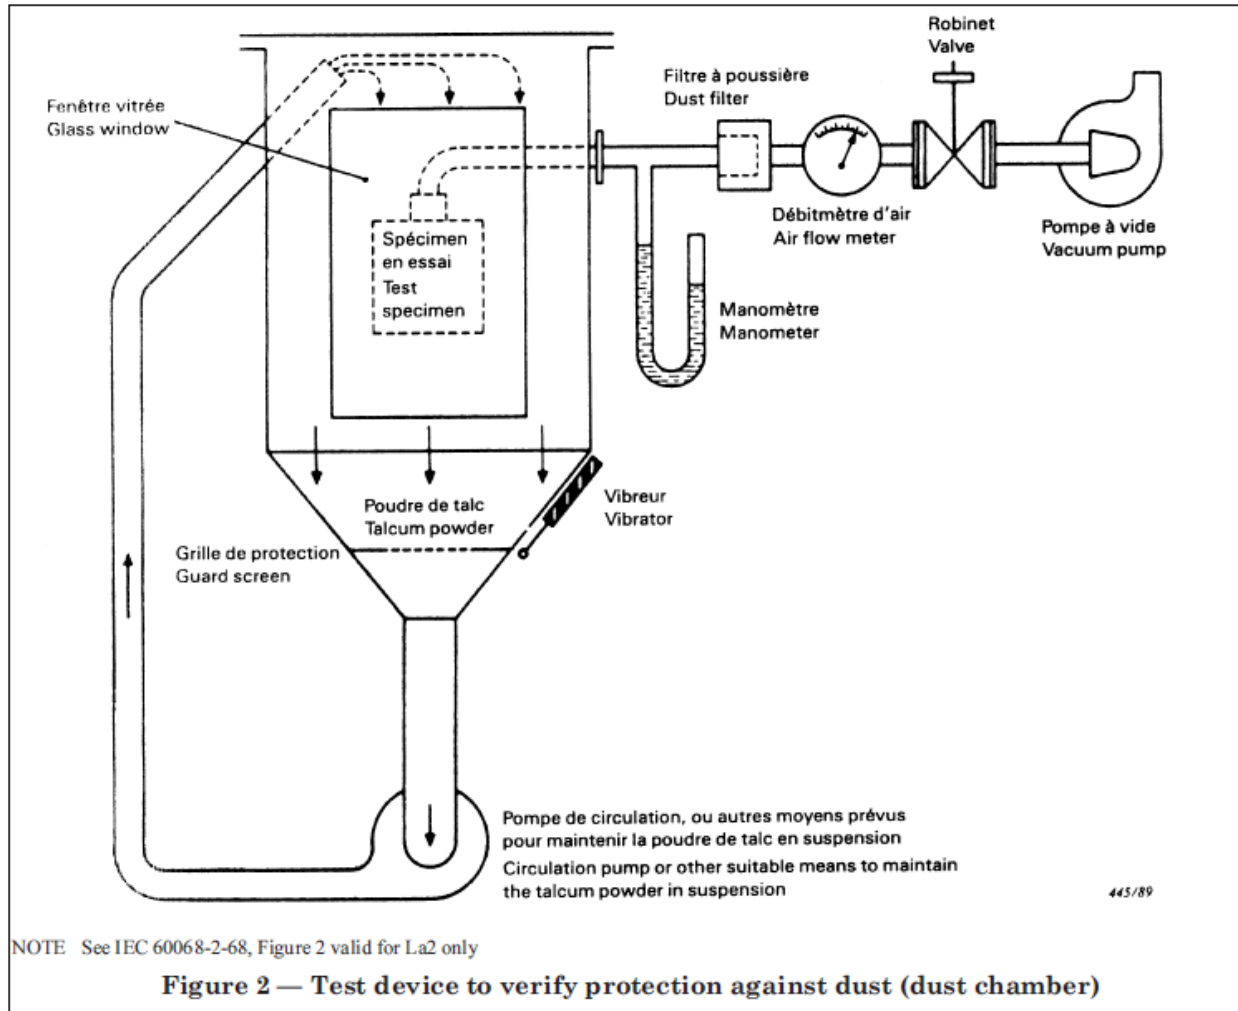 Robinet
Valve
Filtre à poussière
Dust filter
Fenêtre vitrée
Glass window
Débitmètre d'air
Air flow meter
Pompe à vide
Vacuum pump
Spécimen
en essai
Test
specimen
Manomètre
Manometer
Vibreur
Vibrator
Poudre de talc
Talcum powder
Grille de protection
Guard screen
Pompe de circulation, ou autres moyens prévus
pour maintenir la poudre de talc en suspension
Circulation pump or other suitable means to maintain
the talcum powder in suspension
445/89
NOTE See IEC 60068-2-68, Figure 2 valid for La2 only
Figure 2 — Test device to verify protection against dust (dust chamber)